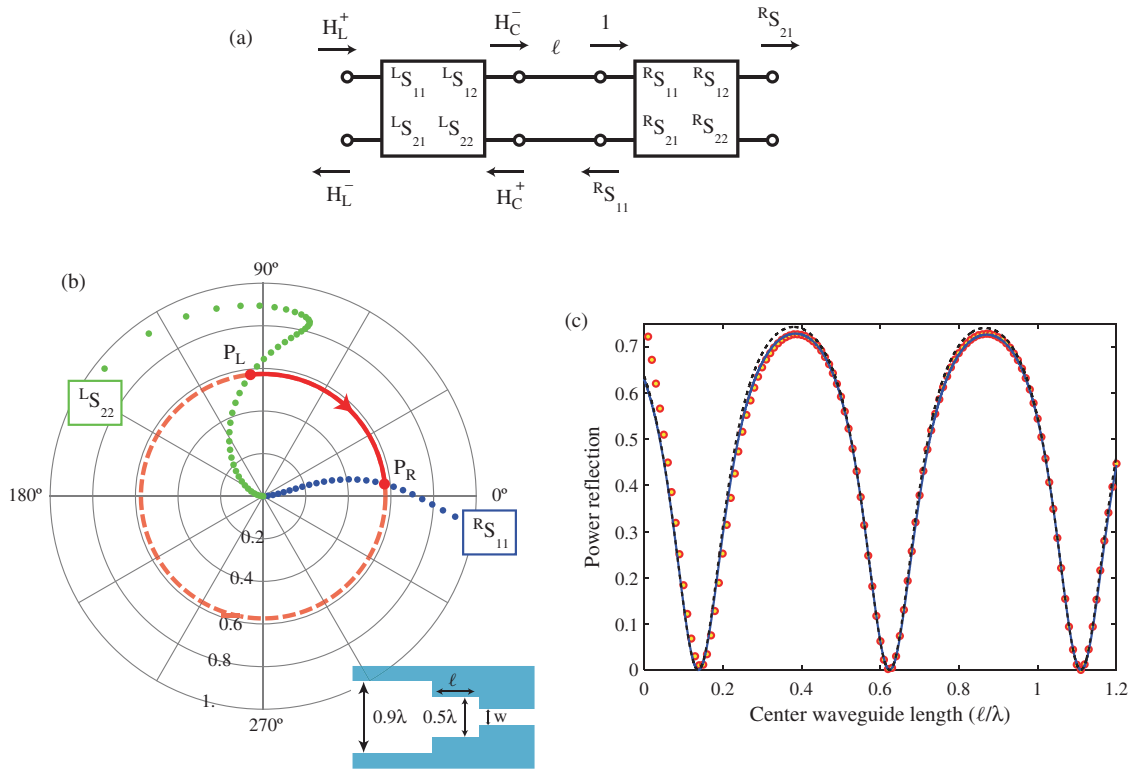 (a)
H_L^+ H_C^- ℓ 1 ^RS_21
^LS_11 ^LS_12 ^RS_11 ^RS_12
^LS_21 ^LS_22 ^RS_21 ^RS_22
H_L^- H_C^+ ^RS_11
(b)
90º
P_L
^LS_22
P_R
180º
0º
^RS_11
0.2
0.4
0.6
0.8
1.
270º
ℓ
0.9λ 0.5λ w
(c)
Power reflection
0.7
0.6
0.5
0.4
0.3
0.2
0.1
0
0 0.2 0.4 0.6 0.8 1 1.2
Center waveguide length (ℓ/λ)